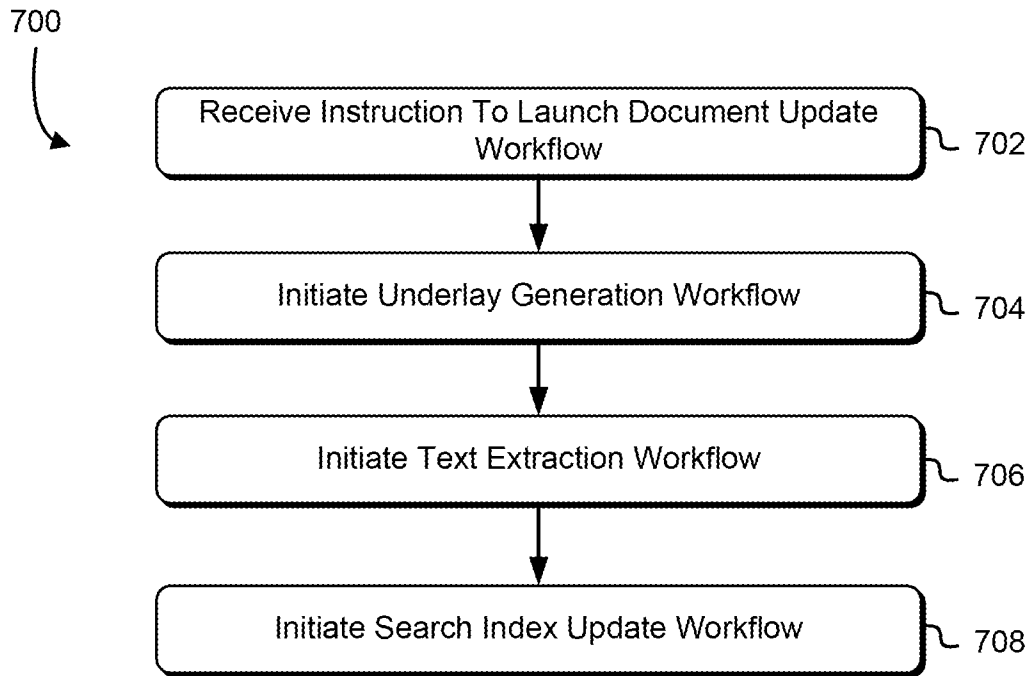 700
Receive Instruction To Launch Document Update
Workflow
702
Initiate Underlay Generation Workflow
704
Initiate Text Extraction Workflow
706
Initiate Search Index Update Workflow
708